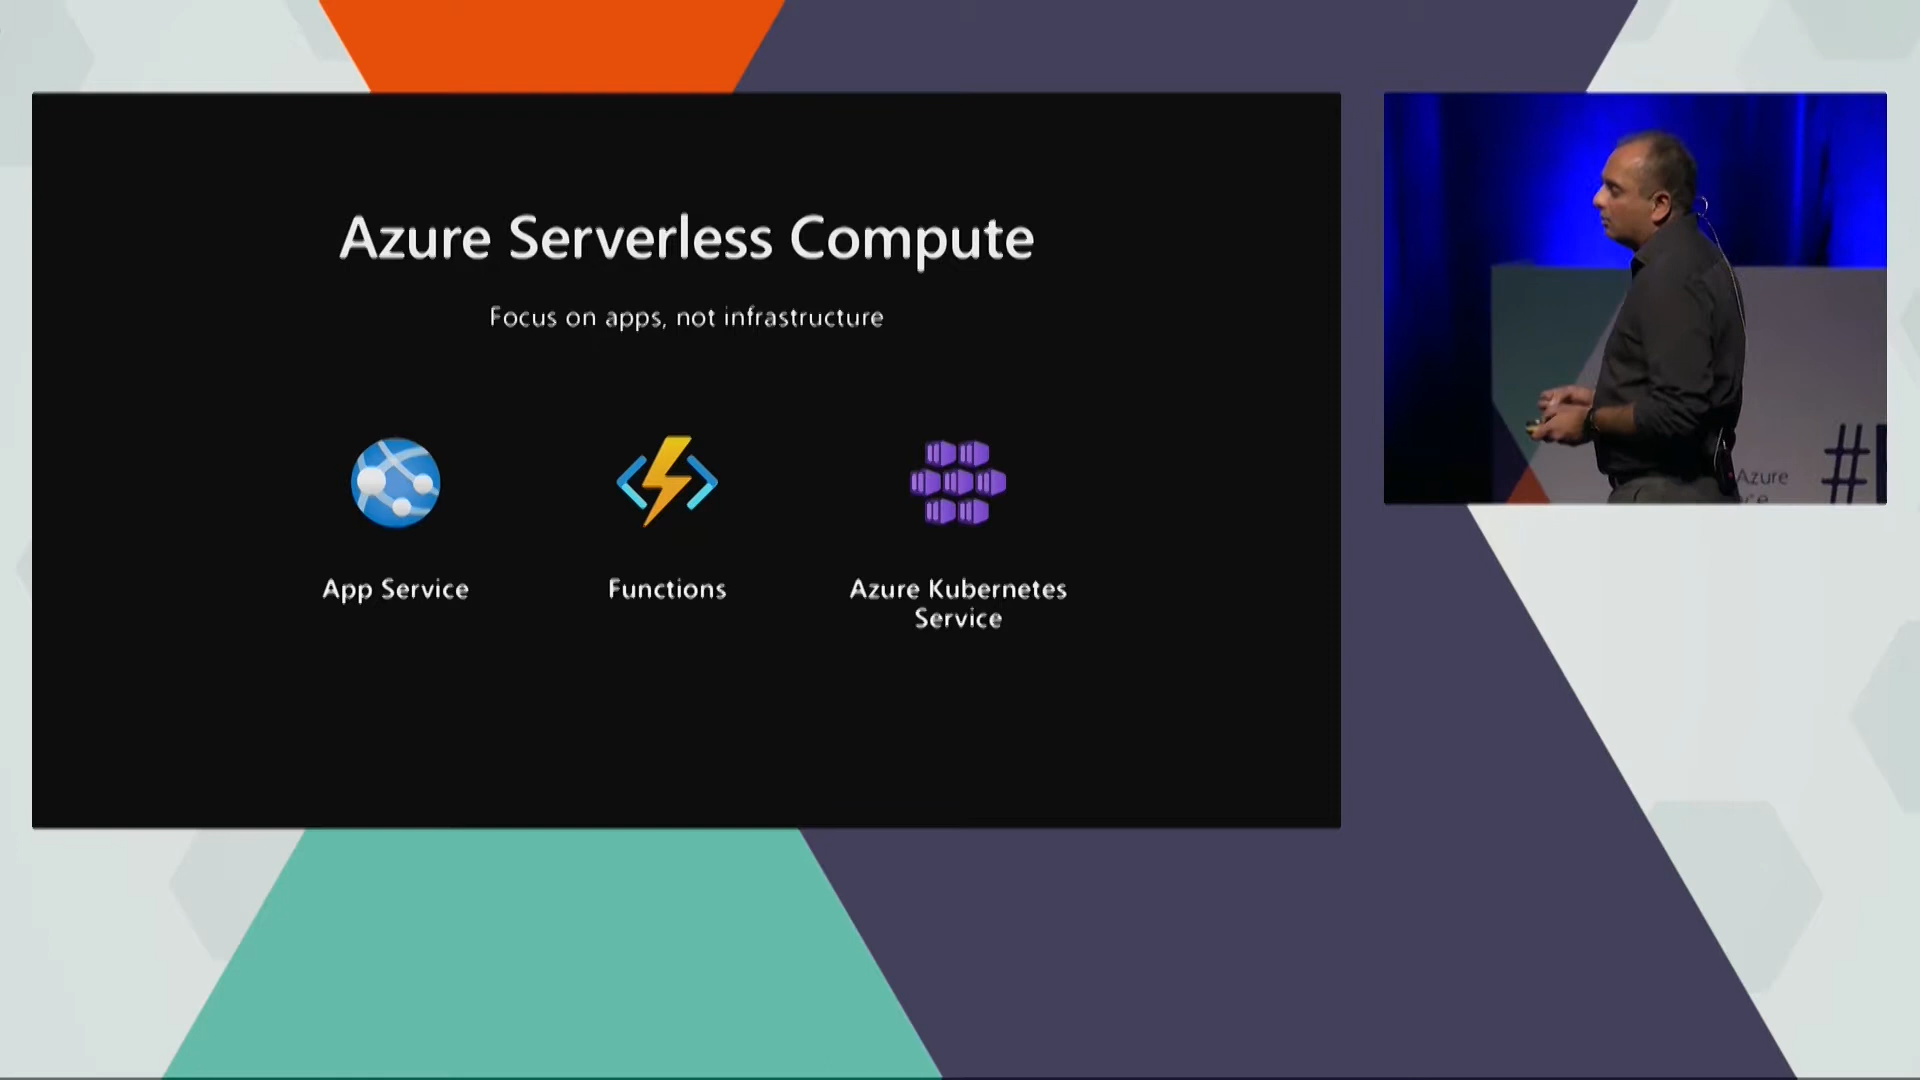 Azure Serverless Compute
Focus on apps, not infrastructure
App Service
Functions
Azure Kubernetes
Service
Azure
#